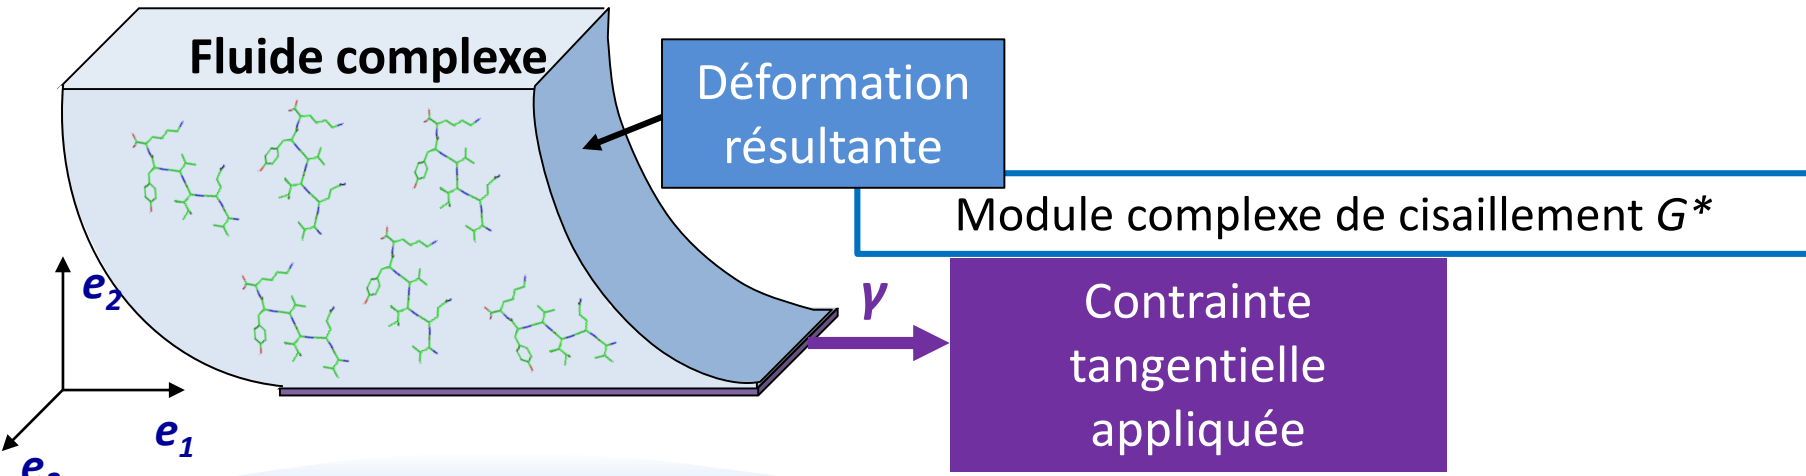 Fluide complexe
Déformation
résultante
Module complexe de cisaillement G*
e2
γ
Contrainte
tangentielle
appliquée
e1